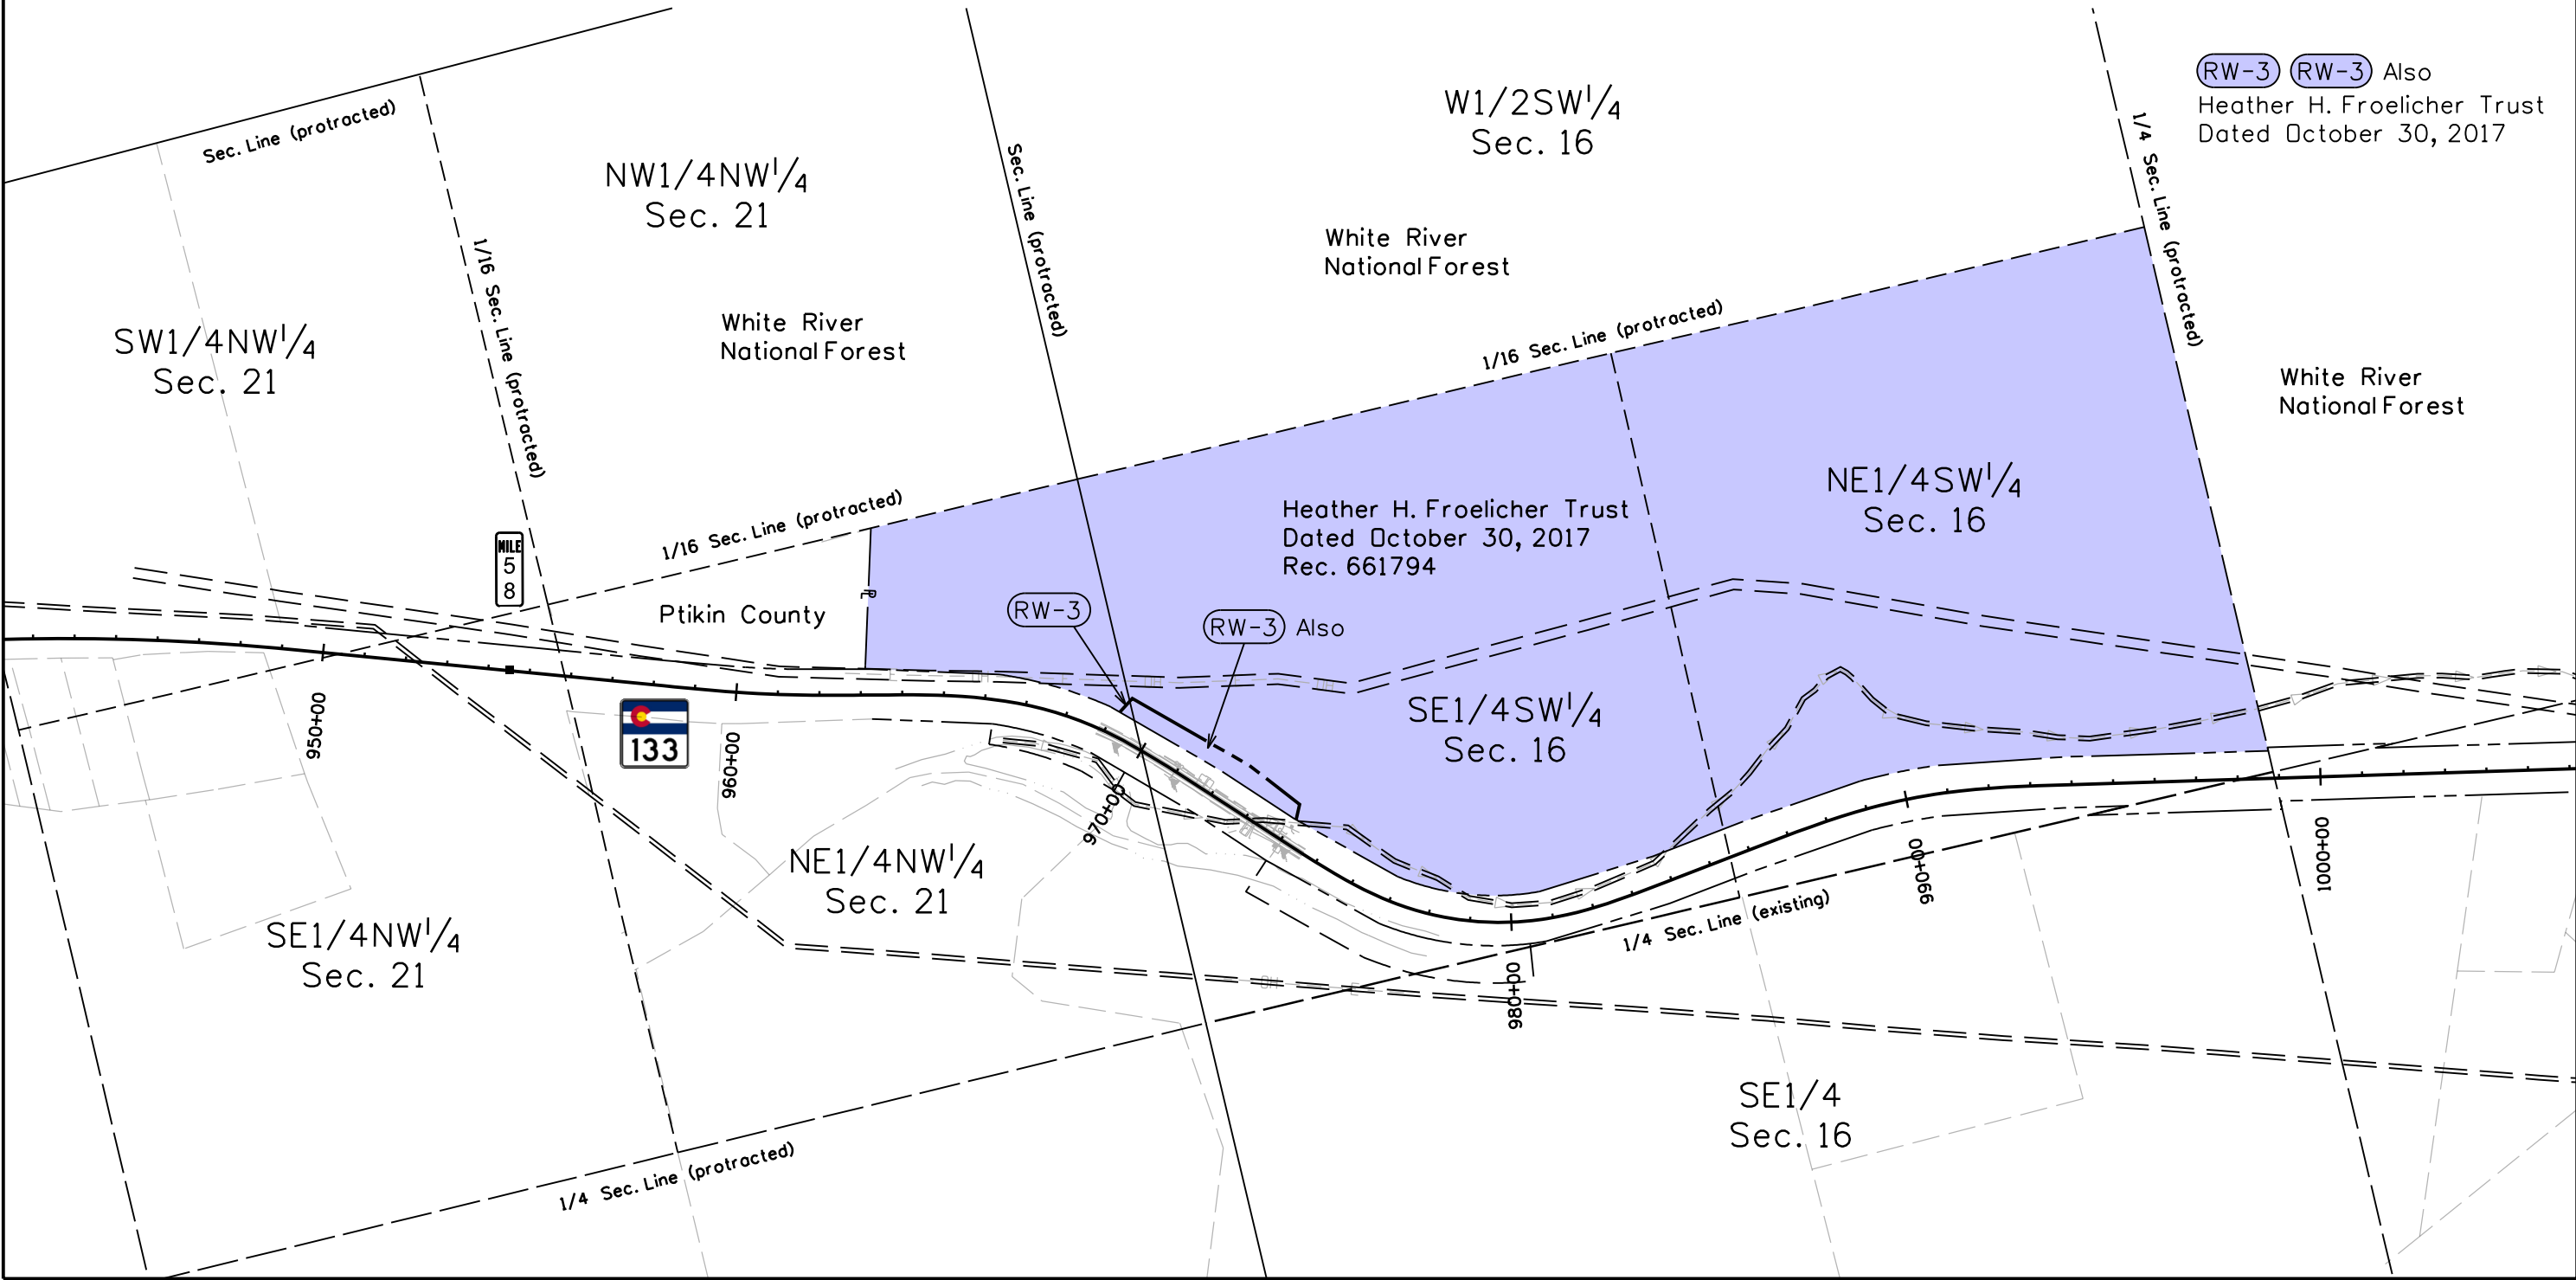 RW-3 RW-3 Also
Heather H. Froelicher Trust
Dated October 30, 2017
Sec. Line (protracted)
W1/2SW1/4
Sec. 16
NW1/4NW1/4
Sec. 21
Sec. Line (protracted)
1/4 Sec. Line (protracted)
White River
National Forest
1/16 Sec. Line (protracted)
White River
National Forest
SW1/4NW1/4
Sec. 21
1/16 Sec. Line (protracted)
White River
National Forest
NE1/4SW1/4
Sec. 16
1/16 Sec. Line (protracted)
Heather H. Froelicher Trust
Dated October 30, 2017
Rec. 661794
MILE
5
8
PL
Ptikin County
RW-3
RW-3 Also
OH
E
OH
OH
SE1/4SW1/4
Sec. 16
133
950+00
960+00
970+00
980+00
990+00
1000+00
NE1/4NW1/4
Sec. 21
1/4 Sec. Line (existing)
SE1/4NW1/4
Sec. 21
OH
E
SE1/4
Sec. 16
1/4 Sec. Line (protracted)